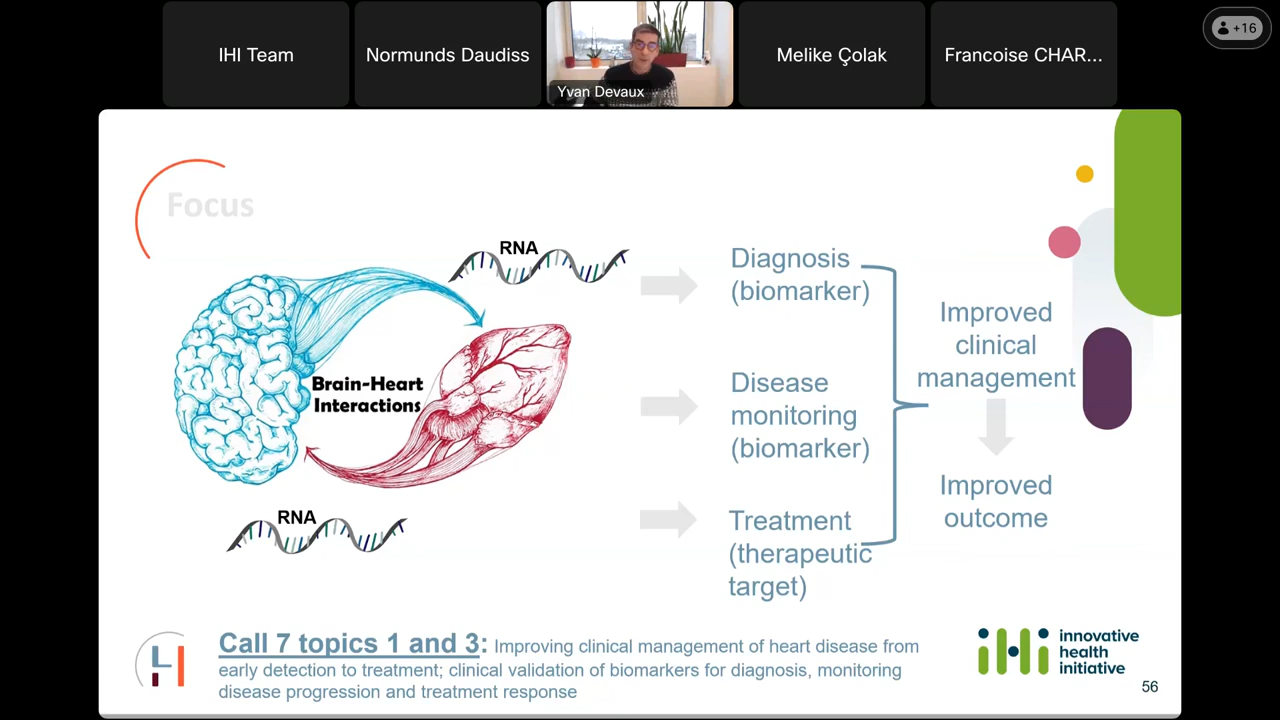 IHI Team
Normunds Daudiss
Yvan Devaux
Melike Çolak
Francoise CHAR...
+16
Focus
RNA
Brain-Heart
Interactions
RNA
Diagnosis
(biomarker)
Disease
monitoring
(biomarker)
Treatment
(therapeutic
target)
Improved
clinical
management
Improved
outcome
Call 7 topics 1 and 3: Improving clinical management of heart disease from
early detection to treatment; clinical validation of biomarkers for diagnosis, monitoring
disease progression and treatment response
iHi
innovative
health
initiative
56